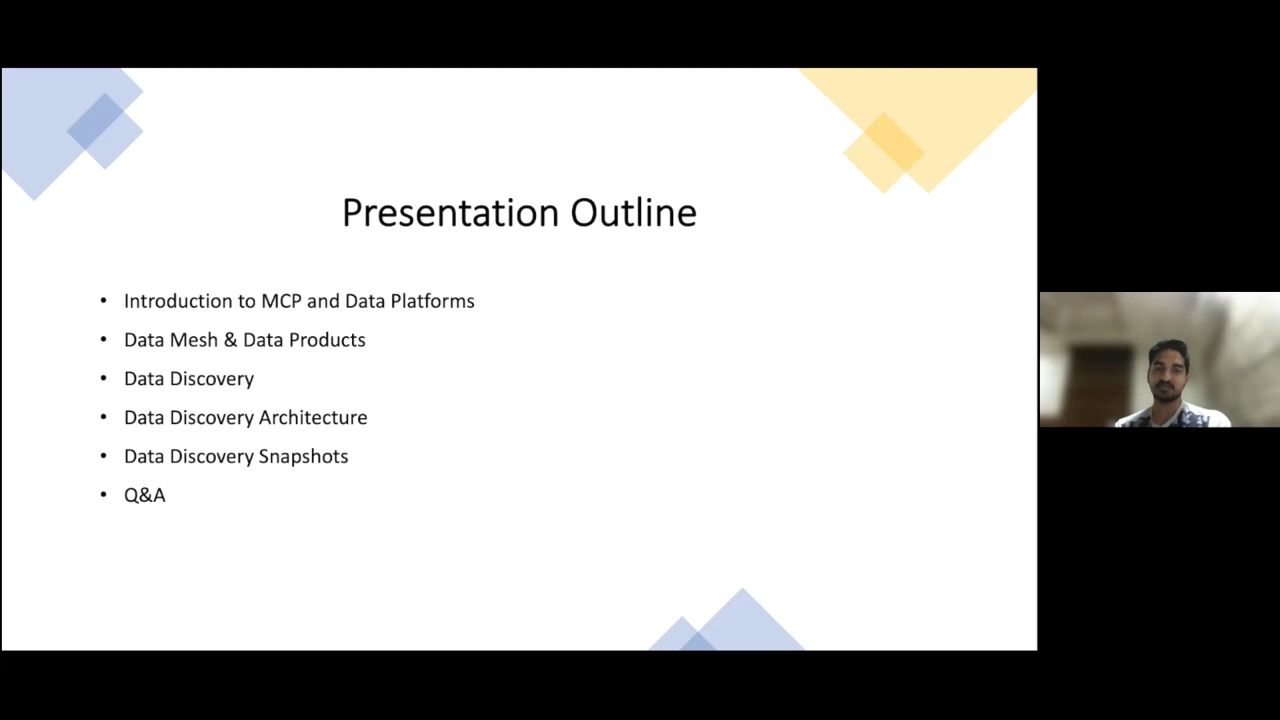 Presentation Outline
• Introduction to MCP and Data Platforms
• Data Mesh & Data Products
• Data Discovery
• Data Discovery Architecture
• Data Discovery Snapshots
• Q&A